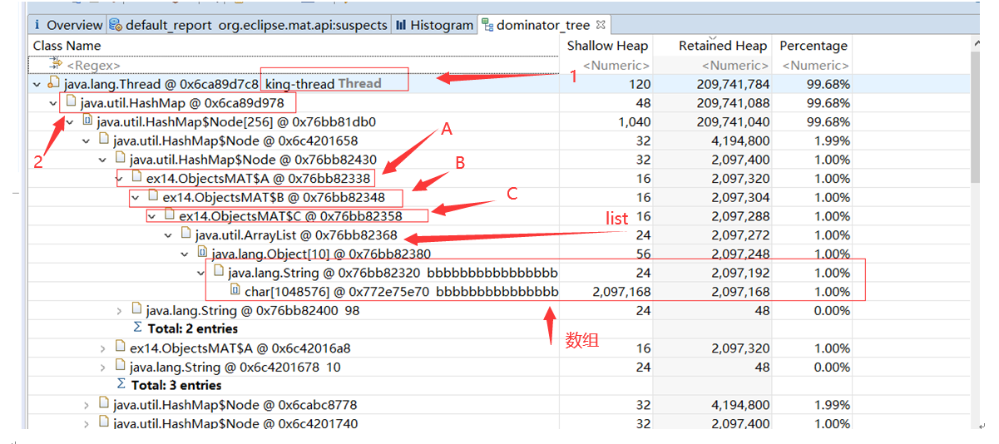 Overview default_report org.eclipse.mat.api:suspects Histogram dominator_tree
Class Name Shallow Heap Retained Heap Percentage
<Regex> <Numeric> <Numeric> <Numeric>
java.lang.Thread @ 0x6ca89d7c8 king-thread Thread 120 209,741,784 99.68%
1
java.util.HashMap @ 0x6ca89d978 48 209,741,088 99.68%
2
java.util.HashMap$Node[256] @ 0x76bb81db0 1,040 209,741,040 99.68%
A
java.util.HashMap$Node @ 0x6c4201658 32 4,194,800 1.99%
java.util.HashMap$Node @ 0x76bb82430 32 2,097,400 1.00%
B
ex14.ObjectsMAT$A @ 0x76bb82338 16 2,097,320 1.00%
C
ex14.ObjectsMAT$B @ 0x76bb82348 16 2,097,304 1.00%
ex14.ObjectsMAT$C @ 0x76bb82358 16 2,097,288 1.00%
list
java.util.ArrayList @ 0x76bb82368 24 2,097,272 1.00%
java.lang.Object[10] @ 0x76bb82380 56 2,097,248 1.00%
java.lang.String @ 0x76bb82320 bbbbbbbbbbbbbbbb 24 2,097,192 1.00%
char[1048576] @ 0x772e75e70 bbbbbbbbbbbbbbb 2,097,168 2,097,168 1.00%
java.lang.String @ 0x76bb82400 98 24 48 0.00%
Σ Total: 2 entries
数组
ex14.ObjectsMAT$A @ 0x6c42016a8 16 2,097,320 1.00%
java.lang.String @ 0x6c4201678 10 24 48 0.00%
Σ Total: 3 entries
java.util.HashMap$Node @ 0x6cabc8778 32 4,194,800 1.99%
java.util.HashMap$Node @ 0x6c4201740 32 2,097,400 1.00%